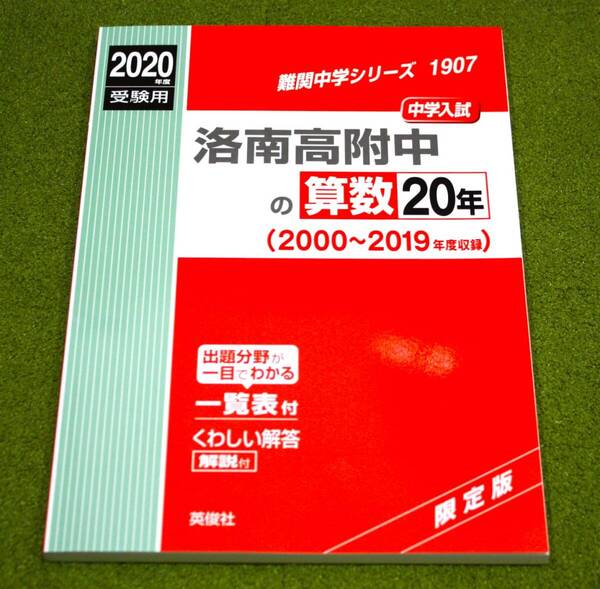 2020年度
受験用
難関中学シリーズ 1907
中学入試
洛南高附中
の算数20年
(2000〜2019年度収録)
出題分野が
一目でわかる
一覧表付
くわしい解答
解説付
英俊社
限定版